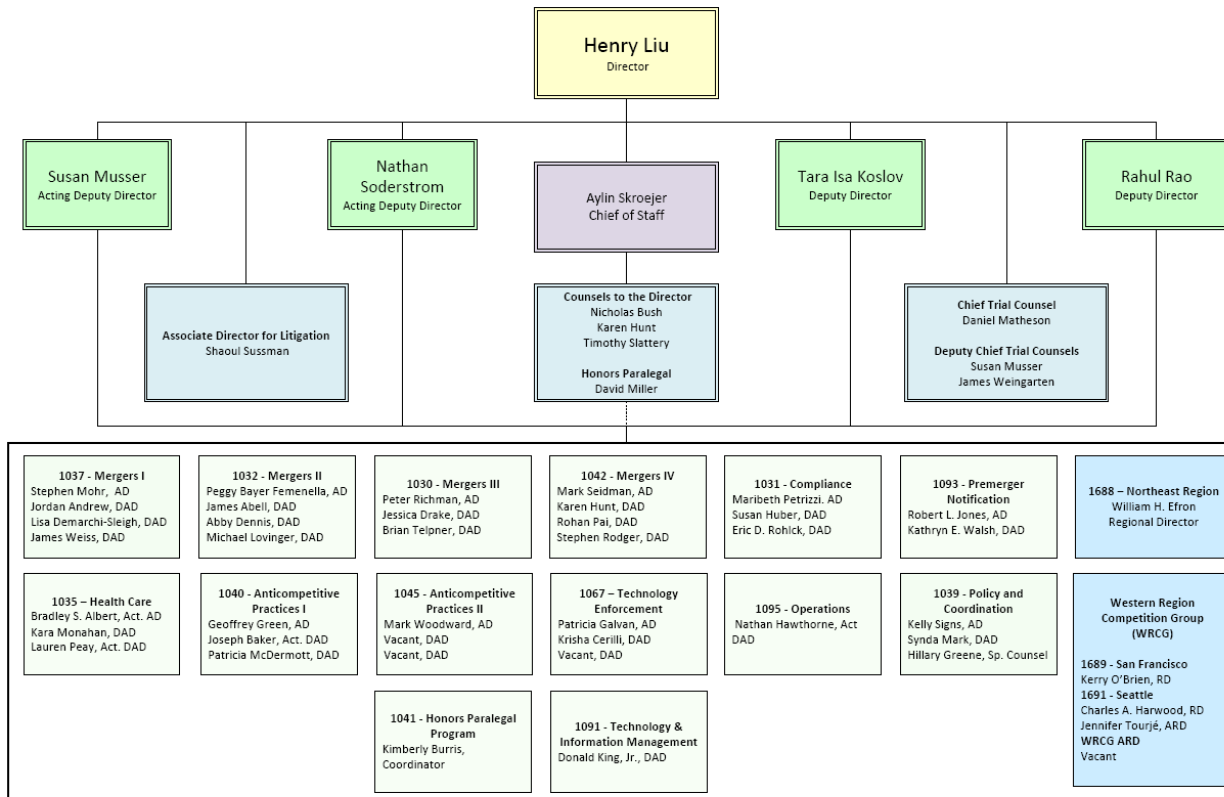 Henry Liu
Director
Susan Musser
Acting Deputy Director
Nathan
Soderstrom
Acting Deputy Director
Aylin Skroejer
Chief of Staff
Tara Isa Koslov
Deputy Director
Rahul Rao
Deputy Director
Associate Director for Litigation
Shaoul Sussman
Counsels to the Director
Nicholas Bush
Karen Hunt
Timothy Slattery
Honors Paralegal
David Miller
Chief Trial Counsel
Daniel Matheson
Deputy Chief Trial Counsels
Susan Musser
James Weingarten
1037 - Mergers I
Stephen Mohr, AD
Jordan Andrew, DAD
Lisa Demarchi-Sleigh, DAD
James Weiss, DAD
1032 - Mergers II
Peggy Bayer Femenella, AD
James Abell, DAD
Abby Dennis, DAD
Michael Lovinger, DAD
1030 - Mergers III
Peter Richman, AD
Jessica Drake, DAD
Brian Telpner, DAD
1042 - Mergers IV
Mark Seidman, AD
Karen Hunt, DAD
Rohan Pai, DAD
Stephen Rodger, DAD
1031 - Compliance
Maribeth Petrizzi. AD
Susan Huber, DAD
Eric D. Rohlck, DAD
1093 - Premerger
Notification
Robert L. Jones, AD
Kathryn E. Walsh, DAD
1688 – Northeast Region
William H. Efron
Regional Director
1035 – Health Care
Bradley S. Albert, Act. AD
Kara Monahan, DAD
Lauren Peay, Act. DAD
1040 - Anticompetitive
Practices I
Geoffrey Green, AD
Joseph Baker, Act. DAD
Patricia McDermott, DAD
1045 - Anticompetitive
Practices II
Mark Woodward, AD
Vacant, DAD
Vacant, DAD
1067 – Technology
Enforcement
Patricia Galvan, AD
Krisha Cerilli, DAD
Vacant, DAD
1095 - Operations
Nathan Hawthorne, Act
DAD
1039 - Policy and
Coordination
Kelly Signs, AD
Synda Mark, DAD
Hillary Greene, Sp. Counsel
Western Region
Competition Group
(WRCG)
1689 - San Francisco
Kerry O’Brien, RD
1691 - Seattle
Charles A. Harwood, RD
Jennifer Tourjé, ARD
WRCG ARD
Vacant
1041 - Honors Paralegal
Program
Kimberly Burris,
Coordinator
1091 - Technology &
Information Management
Donald King, Jr., DAD